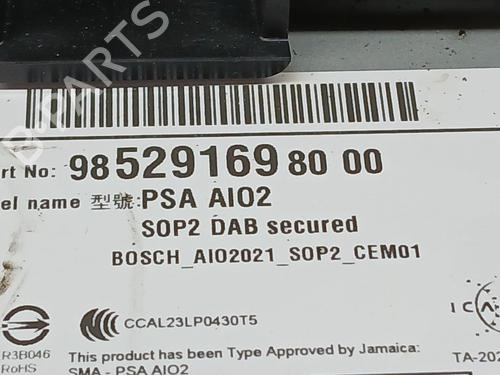 rt No: 98529169 80 00
el name 型號: PSA AIO2
SOP2 DAB secured
BOSCH_AIO2021_SOP2_CEM01
CCAL23LP0430T5
R3B046
RoHS
This product has been Type Approved by Jamaica:
SMA - PSA AIO2
TA-202
B-PARTS